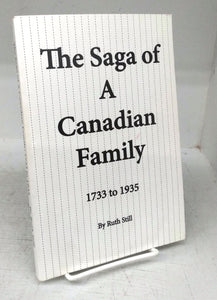 The Saga of
A
Canadian
Family
1733 to 1935
By Ruth Still